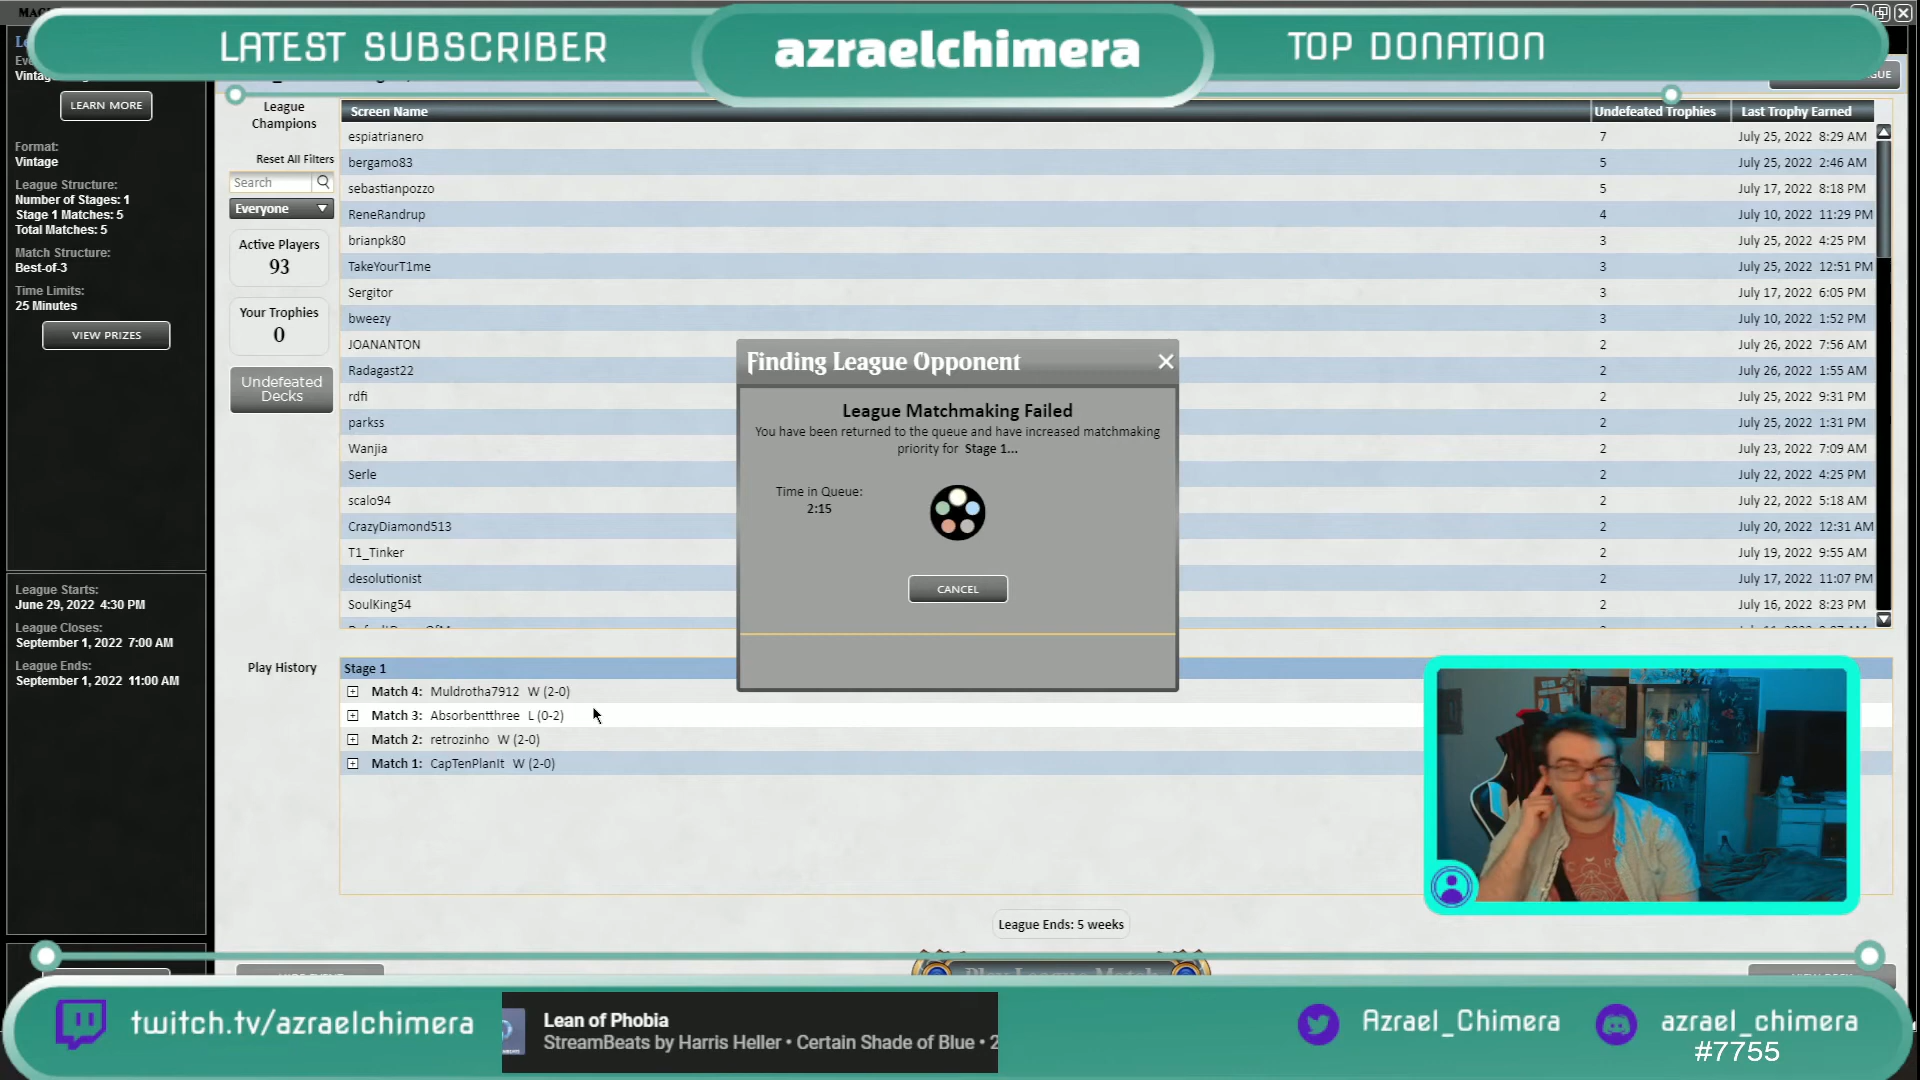 LATEST SUBSCRIBER
azraelchimera
TOP DONATION
LEARN MORE
Format:
Vintage
League Structure:
Number of Stages: 1
Stage 1 Matches: 5
Total Matches: 5
Match Structure:
Best-of-3
Time Limits:
25 Minutes
VIEW PRIZES
League Starts:
June 29, 2022 4:30 PM
League Closes:
September 1, 2022 7:00 AM
League Ends:
September 1, 2022 11:00 AM
League
Champions
Reset All Filters
Search
Everyone
Active Players
93
Your Trophies
0
Undefeated
Decks
Screen Name Undefeated Trophies Last Trophy Earned
espiatrianero 7 July 25, 2022 8:29 AM
bergamo83 5 July 25, 2022 2:46 AM
sebastianpozzo 5 July 17, 2022 8:18 PM
ReneRandrup 4 July 10, 2022 11:29 PM
brianpk80 3 July 25, 2022 4:25 PM
TakeYourT1me 3 July 25, 2022 12:51 PM
Sergitor 3 July 17, 2022 6:05 PM
bweezy 3 July 10, 2022 1:52 PM
JOANANTON 2 July 26, 2022 7:56 AM
Radagast22 2 July 26, 2022 1:55 AM
rdfi 2 July 25, 2022 9:31 PM
parkss 2 July 25, 2022 1:31 PM
Wanjia 2 July 23, 2022 7:09 AM
Serle 2 July 22, 2022 4:25 PM
scalo94 2 July 22, 2022 5:18 AM
CrazyDiamond513 2 July 20, 2022 12:31 AM
T1_Tinker 2 July 19, 2022 9:55 AM
desolutionist 2 July 17, 2022 11:07 PM
SoulKing54 2 July 16, 2022 8:23 PM
Finding League Opponent
League Matchmaking Failed
You have been returned to the queue and have increased matchmaking
priority for Stage 1...
Time in Queue:
2:15
CANCEL
Play History
Stage 1
Match 4: Muldrotha7912 W (2-0)
Match 3: Absorbentthree L (0-2)
Match 2: retrozinho W (2-0)
Match 1: CapTenPlanIt W (2-0)
League Ends: 5 weeks
Play League Match
twitch.tv/azraelchimera
Lean of Phobia
StreamBeats by Harris Heller • Certain Shade of Blue • 2
Azrael_Chimera
azrael_chimera
#7755